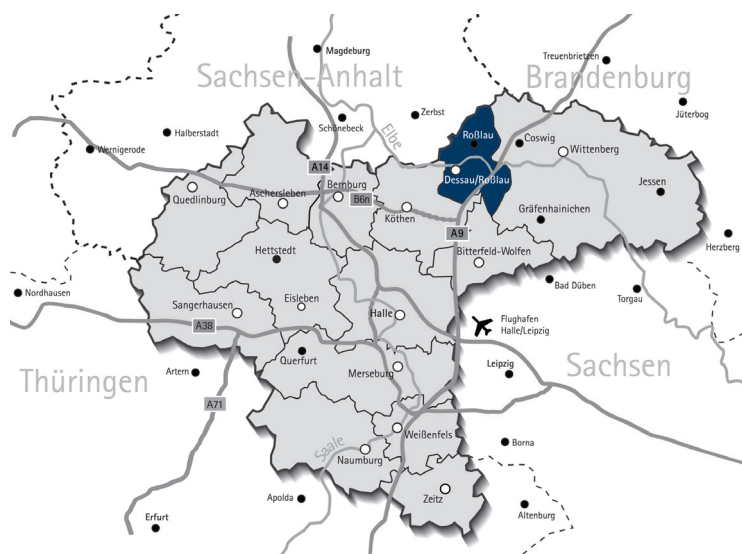 Magdeburg
Treuenbrietzen
Sachsen-Anhalt
Brandenburg
Jüterbog
Zerbst
Schönebeck
Elbe
Halberstadt
Roßlau
Coswig
Wernigerode
Wittenberg
A14
Dessau/Roßlau
Bernburg
Jessen
Quedlinburg
Aschersleben
B6n
Köthen
Gräfenhainichen
A9
Herzberg
Hettstedt
Bitterfeld-Wolfen
Bad Düben
Torgau
Nordhausen
Eisleben
Sangerhausen
Halle
Flughafen
Halle/Leipzig
A38
Querfurt
Sachsen
Leipzig
Artern
Merseburg
Thüringen
A71
Weißenfels
Borna
Saale
Naumburg
Apolda
Zeitz
Altenburg
Erfurt